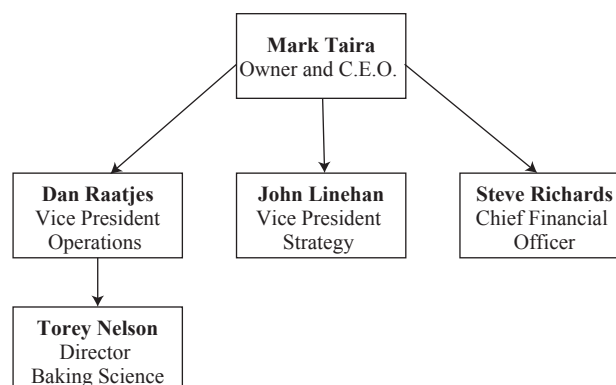 Mark Taira
Owner and C.E.O.
Dan Raatjes
Vice President
Operations
John Linehan
Vice President
Strategy
Steve Richards
Chief Financial
Officer
Torey Nelson
Director
Baking Science